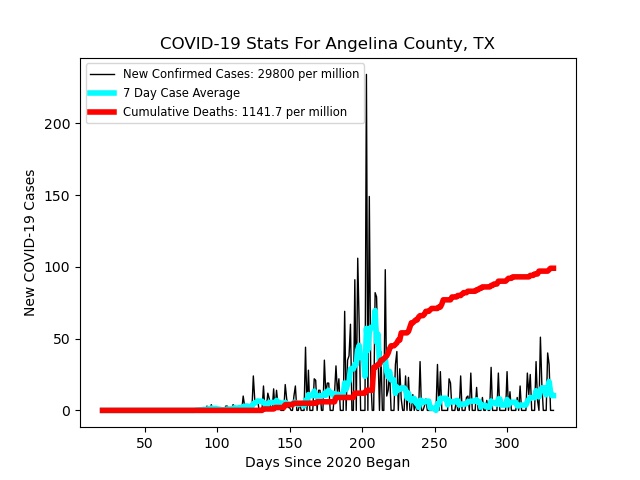 COVID-19 Stats For Angelina County, TX
New Confirmed Cases: 29800 per million
7 Day Case Average
Cumulative Deaths: 1141.7 per million
New COVID-19 Cases
200
150
100
50
0
50 100 150 200 250 300
Days Since 2020 Began